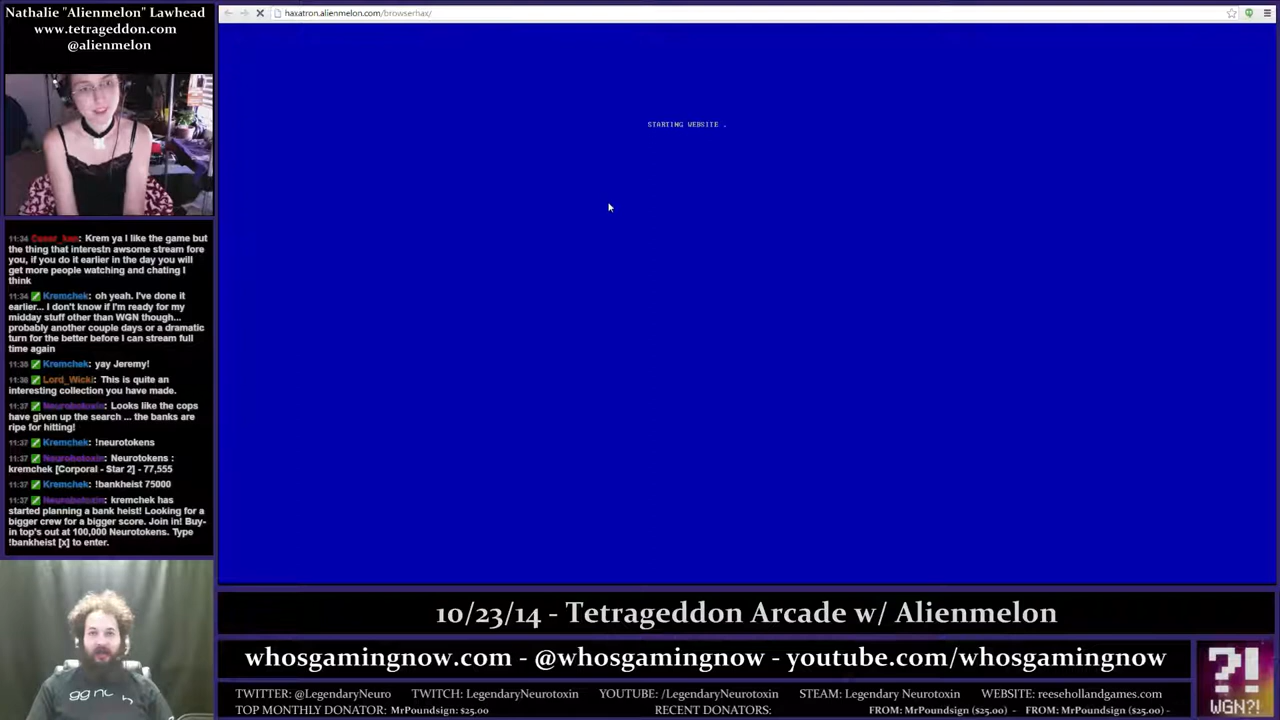 Nathalie "Alienmelon" Lawhead
www.tetrageddon.com
@alienmelon
haxatron.alienmelon.com/browserhax/
STARTING WEBSITE .
11:34 Krem ya I like the game but
the thing that interestn awsome stream fore
you, if you do it earlier in the day you will
get more people watching and chating I
think
11:34 Kremchek: oh yeah. I've done it
earlier... I don't know if I'm ready for my
midday stuff other than WGN though...
probably another couple days or a dramatic
turn for the better before I can stream full
time again
Kremchek: yay Jeremy!
Lord_Wicki: This is quite an
interesting collection you have made.
11:37 Neurobotoxin: Looks like the cops
have given up the search ... the banks are
ripe for hitting!
11:37 Kremchek: !neurotokens
11:37 Neurobotoxin: Neurotokens :
kremchek [Corporal - Star 2] - 77,555
11:37 Kremchek: !bankheist 75000
11:37 Neurobotoxin: kremchek has
started planning a bank heist! Looking for a
bigger crew for a bigger score. Join in! Buy-
in top's out at 100,000 Neurotokens. Type
!bankheist [x] to enter.
10/23/14 - Tetrageddon Arcade w/ Alienmelon
whosgamingnow.com - @whosgamingnow - youtube.com/whosgamingnow
TWITTER: @LegendaryNeuro TWITCH: LegendaryNeurotoxin YOUTUBE: /LegendaryNeurotoxin STEAM: Legendary Neurotoxin WEBSITE: reesehollandgames.com
TOP MONTHLY DONATOR: MrPoundsign: $25.00 RECENT DONATORS: FROM: MrPoundsign ($25.00) - FROM: MrPoundsign ($25.00) -
?!
WGN?!